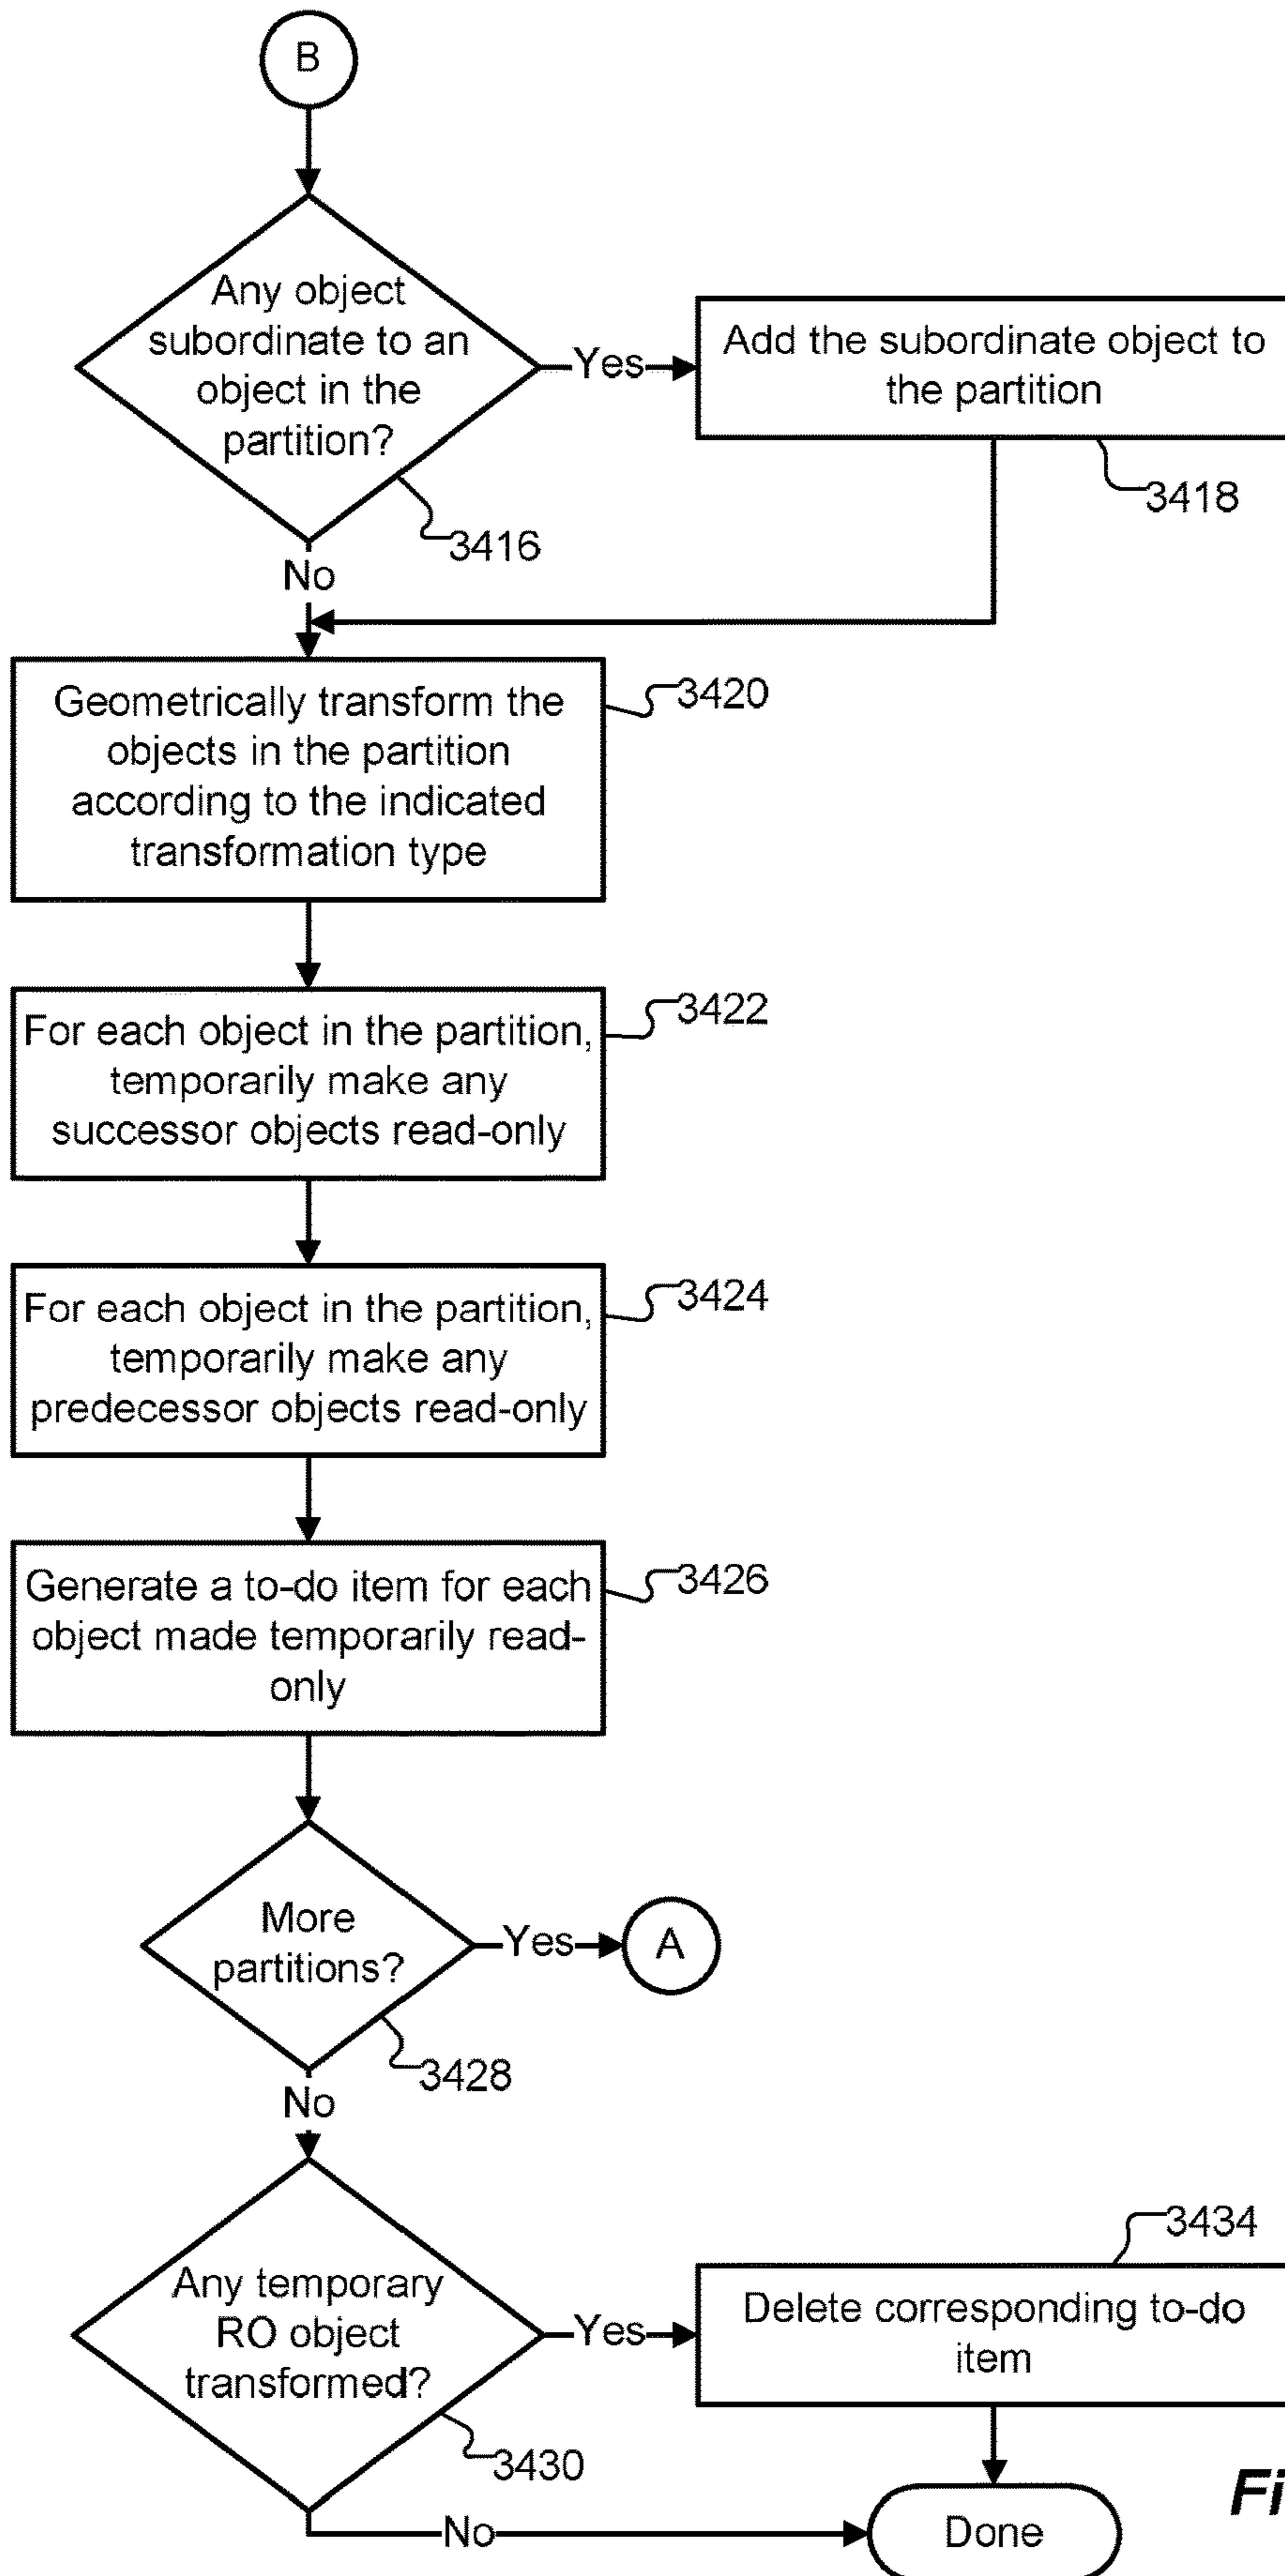 B
Any object
subordinate to an
object in the
partition?
Yes
Add the subordinate object to
the partition
3418
3416
No
Geometrically transform the
objects in the partition
according to the indicated
transformation type
3420
For each object in the partition,
temporarily make any
successor objects read-only
3422
For each object in the partition,
temporarily make any
predecessor objects read-only
3424
Generate a to-do item for each
object made temporarily read-
only
3426
More
partitions?
Yes
A
3428
No
Any temporary
RO object
transformed?
Yes
3434
Delete corresponding to-do
item
3430
No
Done
Fi